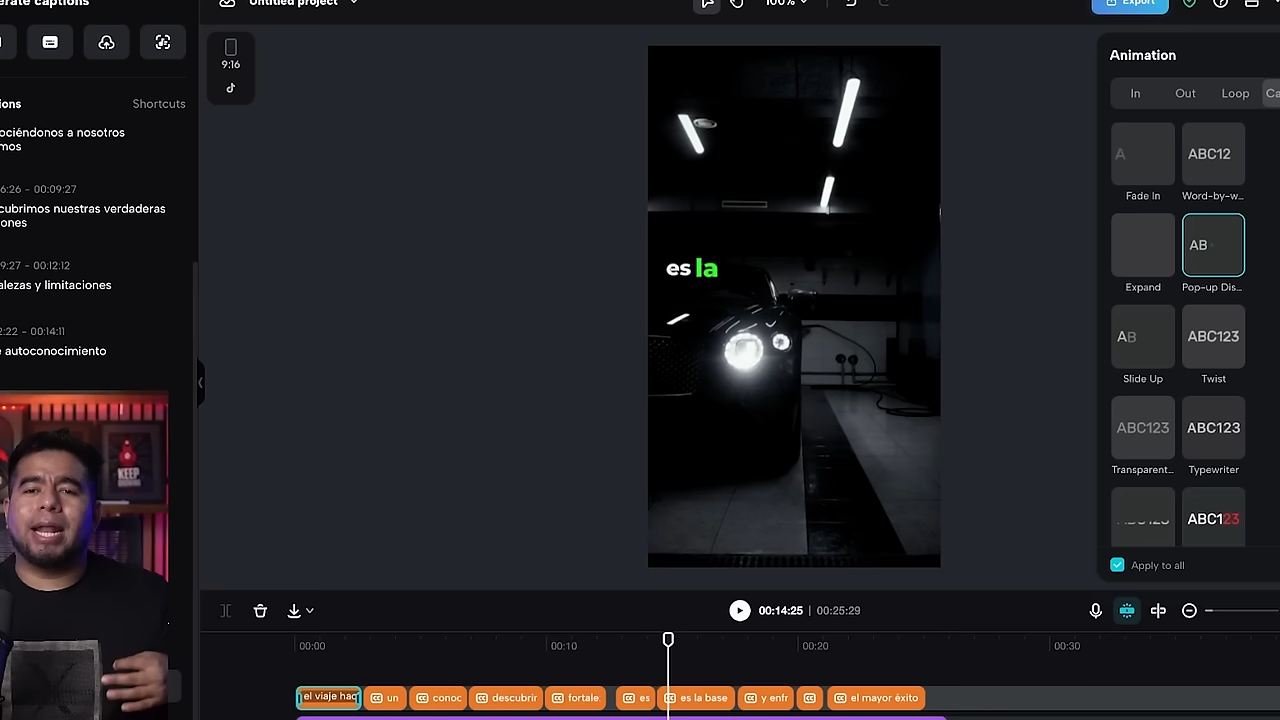 erate captions
Untitled project
100%
Export
9:16
ions
Shortcuts
ociéndonos a nosotros
mos
6:26 - 00:09:27
cubrimos nuestras verdaderas
iones
9:27 - 00:12:12
alezas y limitaciones
2:22 - 00:14:11
e autoconocimiento
KEEP
es la
Animation
In
Out
Loop
Ca
A
ABC12
Fade In
Word-by-w...
AB
Expand
Pop-up Dis...
AB
ABC123
Slide Up
Twist
ABC123
ABC123
Transparent...
Typewriter
ABC123
Apply to all
00:14:25 | 00:25:29
00:00
00:10
00:20
00:30
el viaje hac
un
conoc
descubrir
fortale
es
es la base
y enfr
el mayor éxito